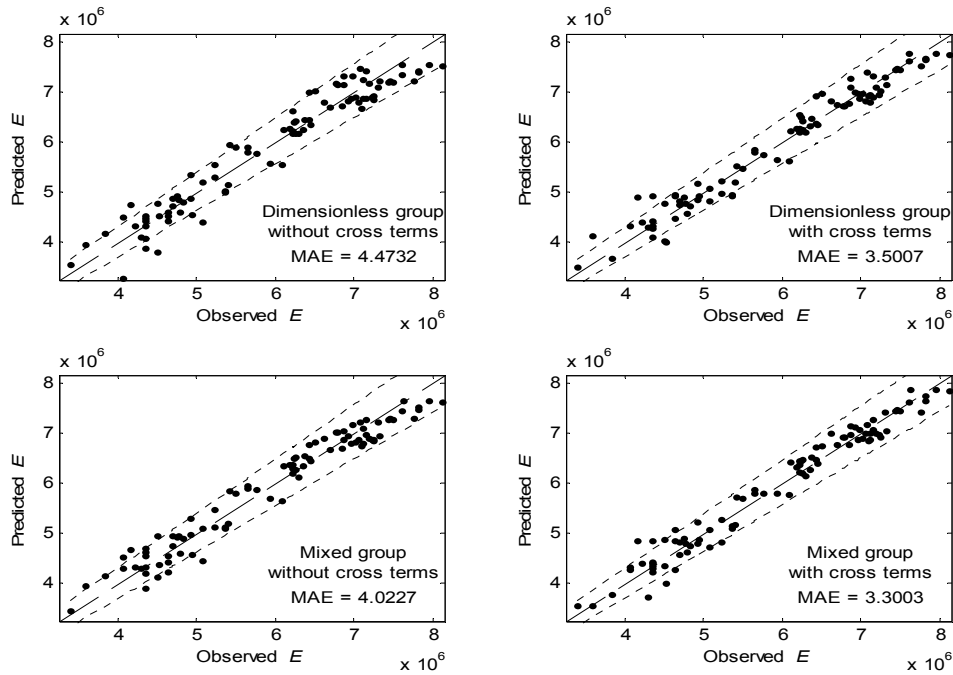 x 10^6
8
7
6
5
4
Predicted E
Dimensionless group
without cross terms
MAE = 4.4732
4 5 6 7 8
Observed E
x 10^6
x 10^6
8
7
6
5
4
Predicted E
Dimensionless group
with cross terms
MAE = 3.5007
4 5 6 7 8
Observed E
x 10^6
x 10^6
8
7
6
5
4
Predicted E
Mixed group
without cross terms
MAE = 4.0227
4 5 6 7 8
Observed E
x 10^6
x 10^6
8
7
6
5
4
Predicted E
Mixed group
with cross terms
MAE = 3.3003
4 5 6 7 8
Observed E
x 10^6